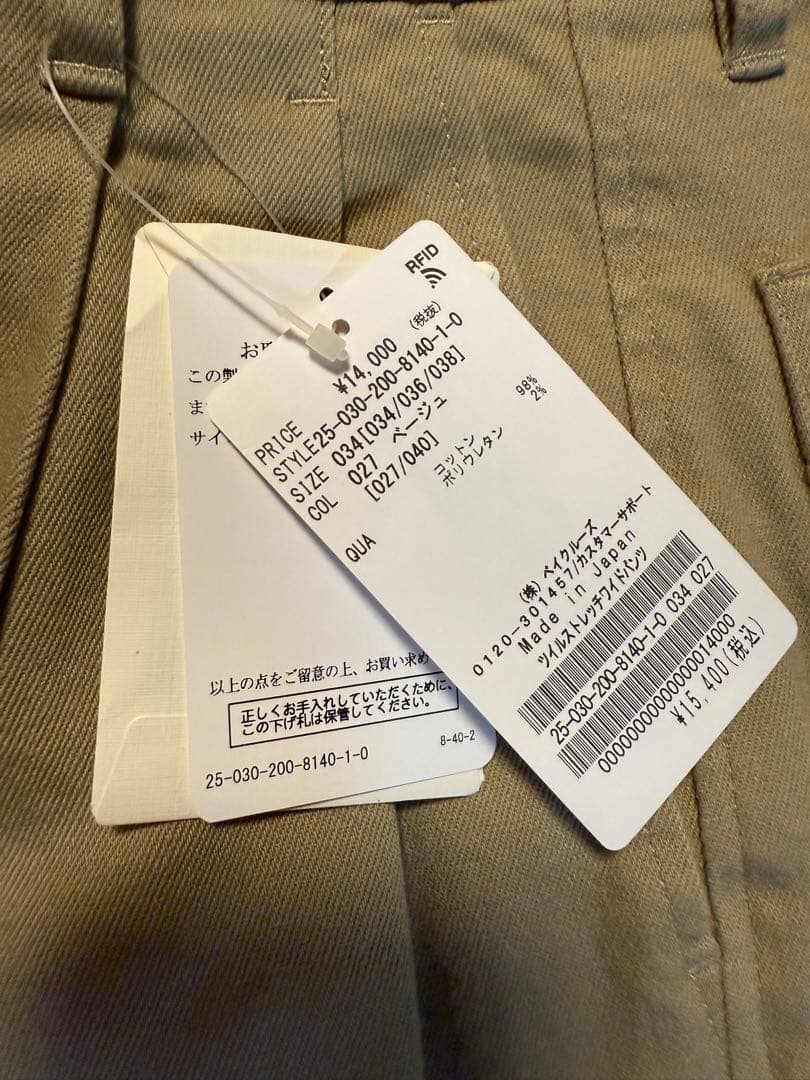 RFID
PRICE ¥14,000 (税抜)
STYLE25-030-200-8140-1-0
SIZE 034[034/036/038]
COL 027 ベージュ
[027/040]
QUA コットン 98%
ポリウレタン 2%
(株) ベイクルーズ
0120-301457/カスタマーサポート
Made in Japan
ツイルストレッチワイドパンツ
25-030-200-8140-1-0 034 027
0000000000000014000
¥15,400(税込)
お
この製
ま
サイ
以上の点をご留意の上、お買い求め
正しくお手入れしていただくために、
この下げ札は保管してください。
8-40-2
25-030-200-8140-1-0